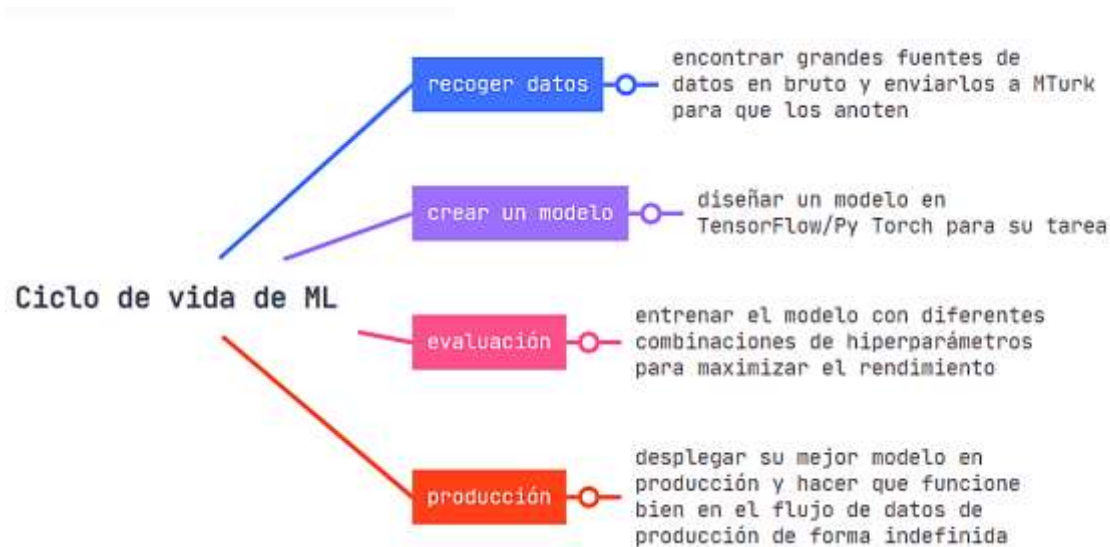 recoger datos
encontrar grandes fuentes de
datos en bruto y enviarlos a MTurk
para que los anoten
crear un modelo
diseñar un modelo en
TensorFlow/Py Torch para su tarea
Ciclo de vida de ML
evaluación
entrenar el modelo con diferentes
combinaciones de hiperparámetros
para maximizar el rendimiento
producción
desplegar su mejor modelo en
producción y hacer que funcione
bien en el flujo de datos de
producción de forma indefinida